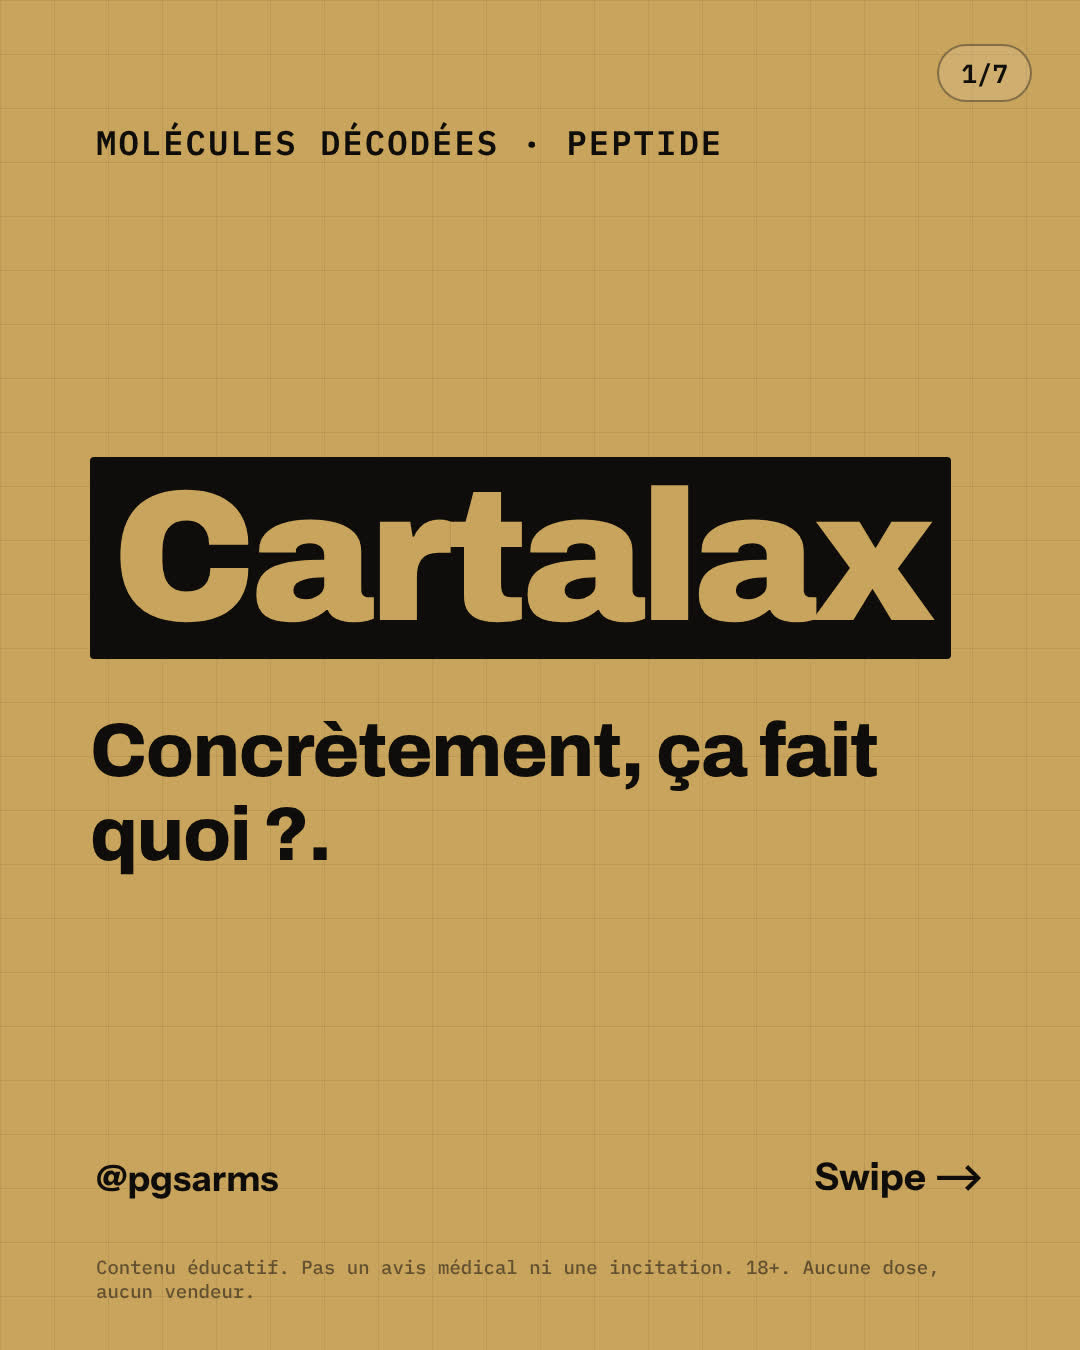 1/7
MOLÉCULES DÉCODÉES · PEPTIDE
Cartalax
Concrètement, ça fait
quoi ?.
@pgsarms
Swipe →
Contenu éducatif. Pas un avis médical ni une incitation. 18+. Aucune dose,
aucun vendeur.